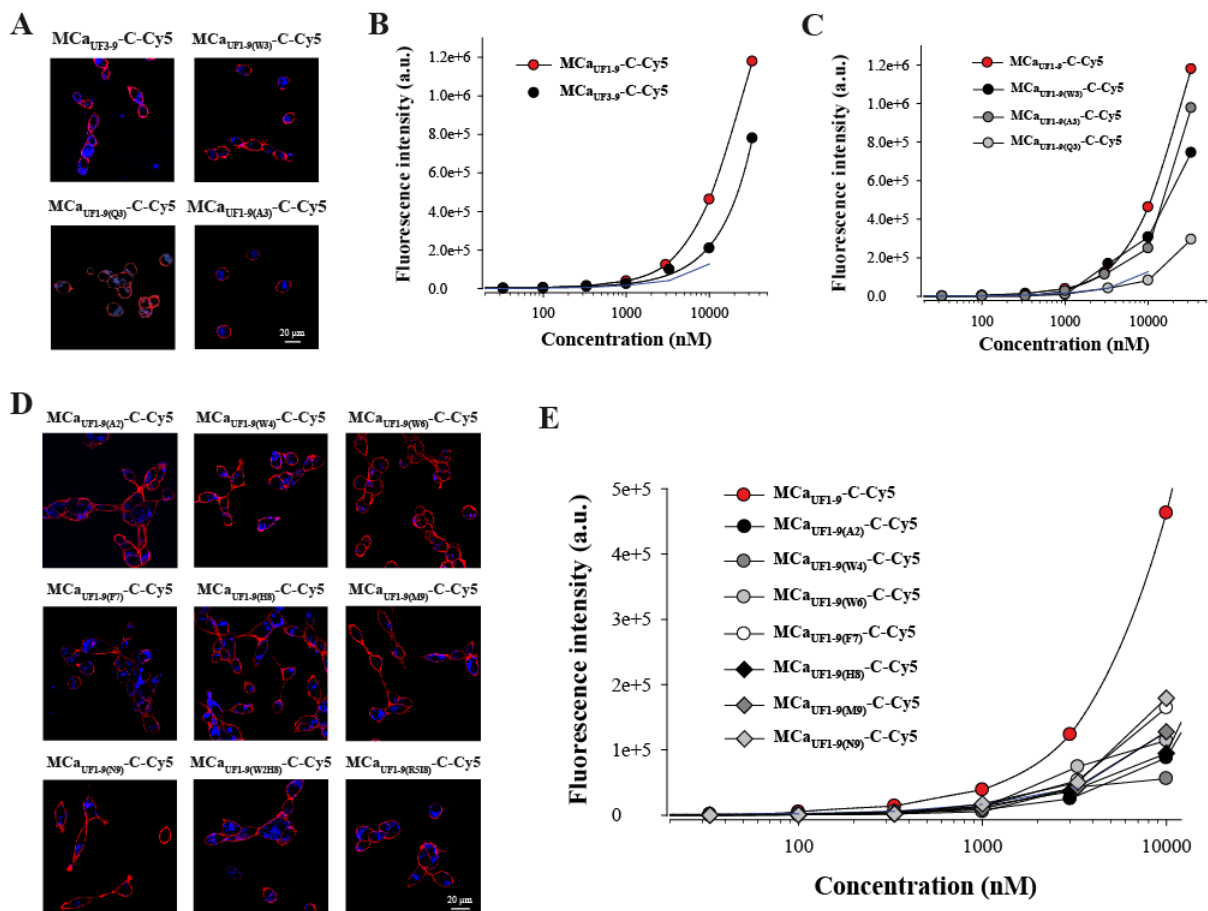 A
MCaUF3-9-C-Cy5
MCaUF1-9(W3)-C-Cy5
MCaUF1-9(Q3)-C-Cy5
MCaUF1-9(A3)-C-Cy5
20 µm
B
Fluorescence intensity (a.u.)
1.2e+6
1.0e+6
8.0e+5
6.0e+5
4.0e+5
2.0e+5
0.0
MCaUF1-9-C-Cy5
MCaUF3-9-C-Cy5
100
1000
10000
Concentration (nM)
C
Fluorescence intensity (a.u.)
1.2e+6
1.0e+6
8.0e+5
6.0e+5
4.0e+5
2.0e+5
0.0
MCaUF1-9-C-Cy5
MCaUF1-9(W3)-C-Cy5
MCaUF1-9(A3)-C-Cy5
MCaUF1-9(Q3)-C-Cy5
100
1000
10000
Concentration (nM)
D
MCaUF1-9(A2)-C-Cy5
MCaUF1-9(W4)-C-Cy5
MCaUF1-9(W6)-C-Cy5
MCaUF1-9(F7)-C-Cy5
MCaUF1-9(H8)-C-Cy5
MCaUF1-9(M9)-C-Cy5
MCaUF1-9(N9)-C-Cy5
MCaUF1-9(W2H8)-C-Cy5
MCaUF1-9(R5I8)-C-Cy5
20 µm
E
Fluorescence intensity (a.u.)
5e+5
4e+5
3e+5
2e+5
1e+5
0
MCaUF1-9-C-Cy5
MCaUF1-9(A2)-C-Cy5
MCaUF1-9(W4)-C-Cy5
MCaUF1-9(W6)-C-Cy5
MCaUF1-9(F7)-C-Cy5
MCaUF1-9(H8)-C-Cy5
MCaUF1-9(M9)-C-Cy5
MCaUF1-9(N9)-C-Cy5
100
1000
10000
Concentration (nM)